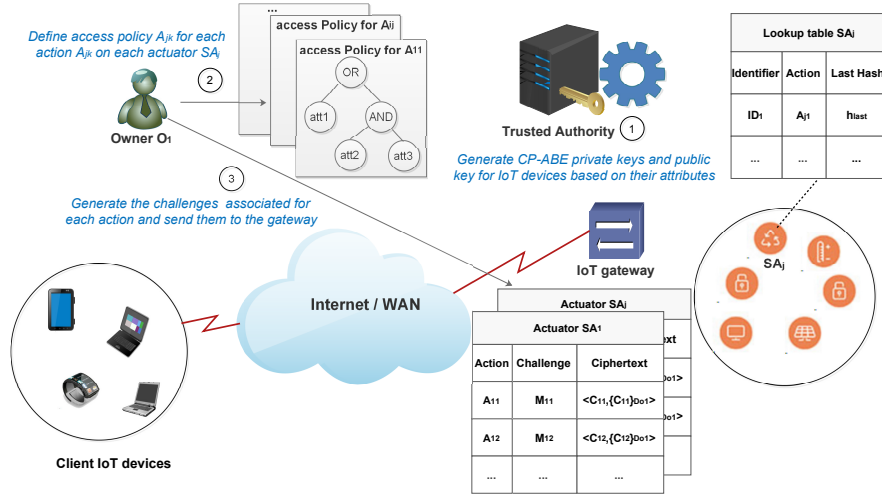 Define access policy Ajk for each
action Ajk on each actuator SAj
2
Owner O1
...
access Policy for Aij
access Policy for A11
OR
att1
AND
att2
att3
Trusted Authority
1
Generate CP-ABE private keys and public
key for IoT devices based on their attributes
Lookup table SAj
Identifier Action Last Hash
ID1 Aj1 hlast
... ... ...
3
Generate the challenges associated for
each action and send them to the gateway
IoT gateway
SAj
Internet / WAN
Client IoT devices
Actuator SAj
ext
Do1>
Do1>
Actuator SA1
Action Challenge Ciphertext
A11 M11 <C11,{C11}Do1>
A12 M12 <C12,{C12}Do1>
... ... ...